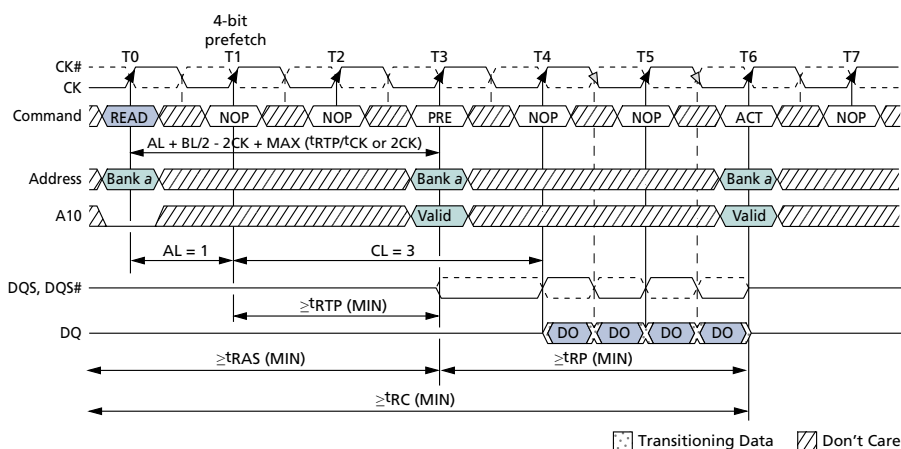 4-bit
prefetch
T0 T1 T2 T3 T4 T5 T6 T7
CK#
CK
Command READ NOP NOP PRE NOP NOP ACT NOP
AL + BL/2 - 2CK + MAX (tRTP/tCK or 2CK)
Address Bank a Bank a Bank a
A10 Valid Valid
AL = 1 CL = 3
DQS, DQS#
≥tRTP (MIN)
DQ DO DO DO DO
≥tRAS (MIN) ≥tRP (MIN)
≥tRC (MIN)
Transitioning Data Don't Care